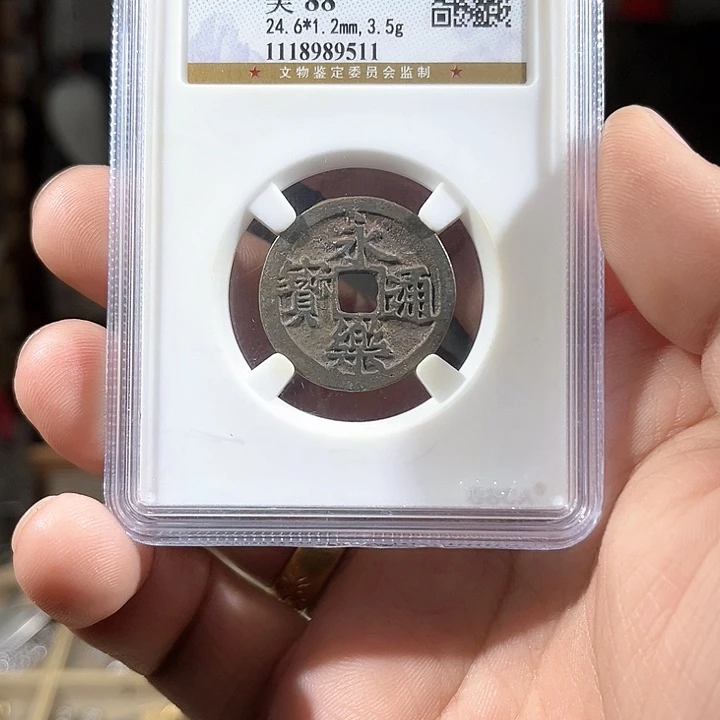 美 88
24.6*1.2mm,3.5g
1118989511
★ 文物鉴定委员会监制 ★
永樂通寶